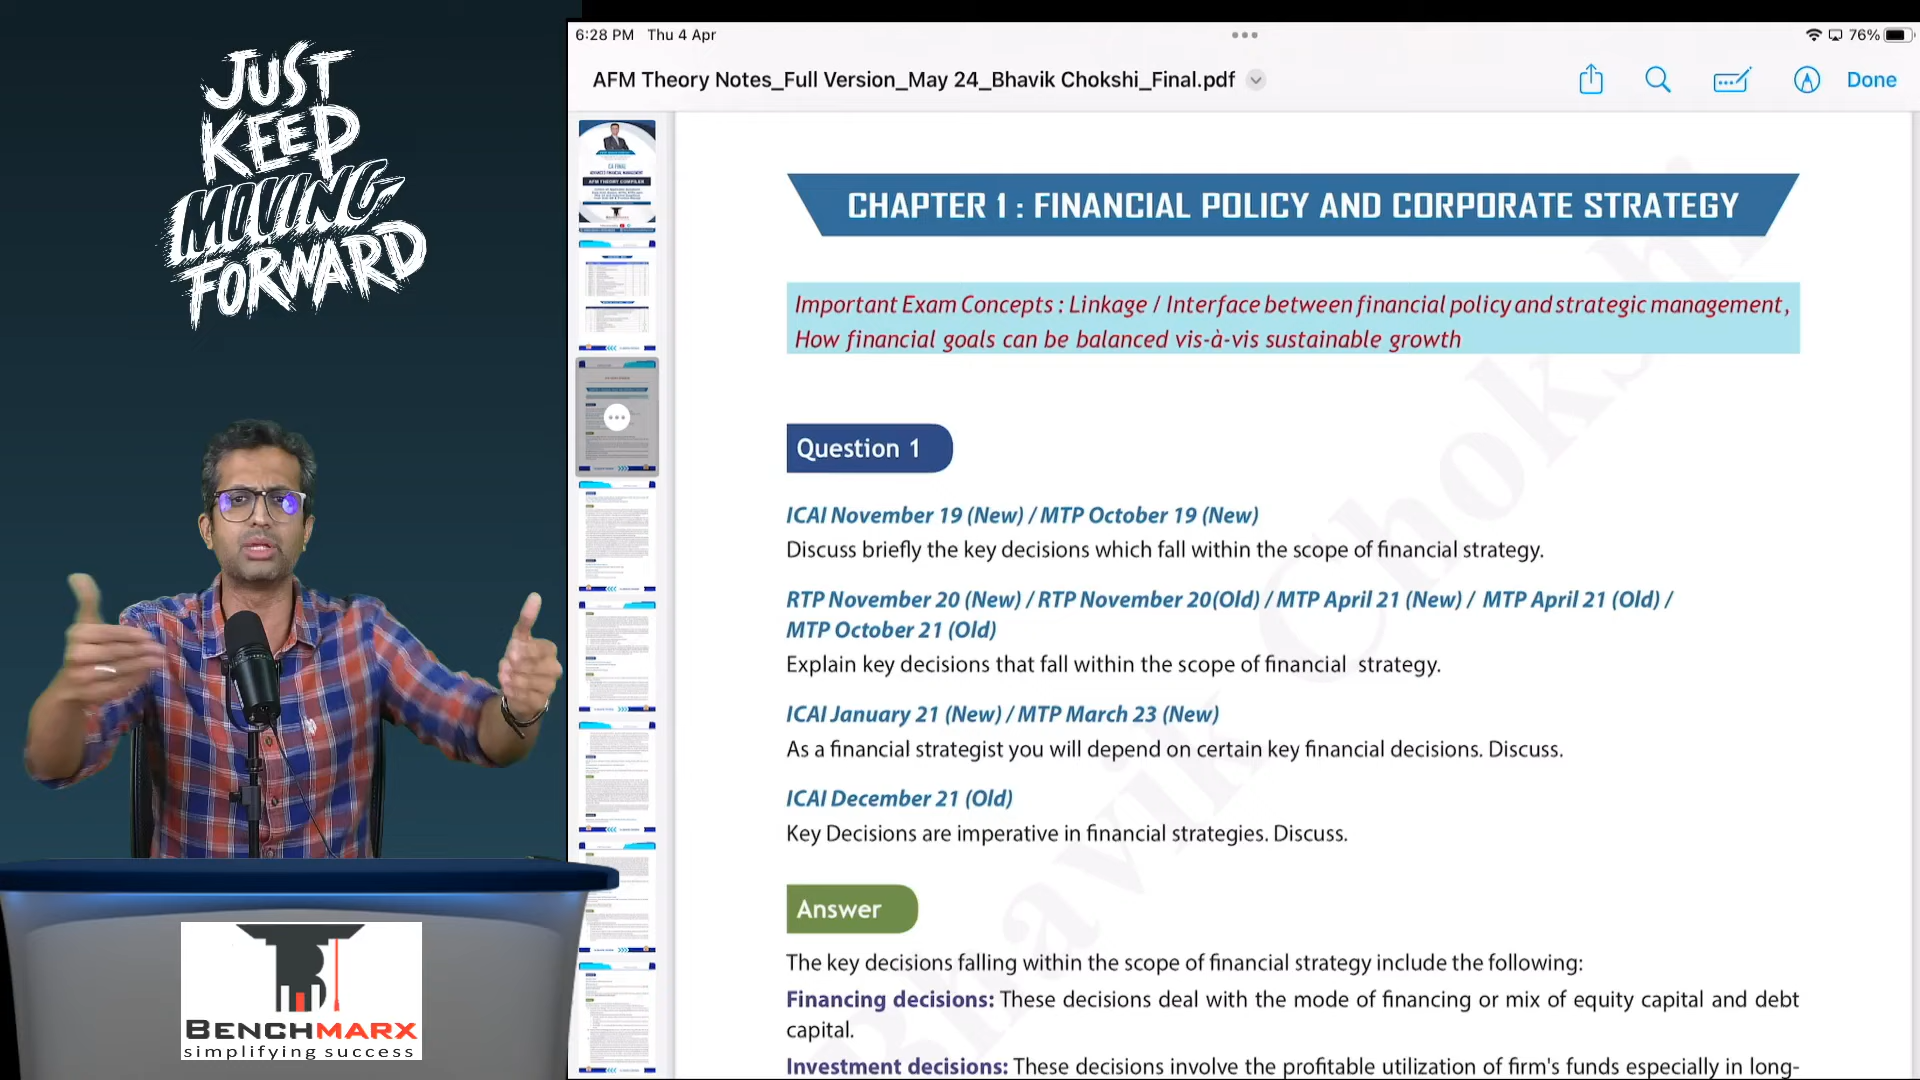 JUST
KEEP
MOVING
FORWARD
BENCHMARX
simplifying success
6:28 PM Thu 4 Apr
76%
AFM Theory Notes_Full Version_May 24_Bhavik Chokshi_Final.pdf
Done
CHAPTER 1 : FINANCIAL POLICY AND CORPORATE STRATEGY
Important Exam Concepts : Linkage / Interface between financial policy and strategic management,
How financial goals can be balanced vis-à-vis sustainable growth
Question 1
ICAI November 19 (New) / MTP October 19 (New)
Discuss briefly the key decisions which fall within the scope of financial strategy.
RTP November 20 (New) / RTP November 20(Old) / MTP April 21 (New) / MTP April 21 (Old) /
MTP October 21 (Old)
Explain key decisions that fall within the scope of financial strategy.
ICAI January 21 (New) / MTP March 23 (New)
As a financial strategist you will depend on certain key financial decisions. Discuss.
ICAI December 21 (Old)
Key Decisions are imperative in financial strategies. Discuss.
Answer
The key decisions falling within the scope of financial strategy include the following:
Financing decisions: These decisions deal with the mode of financing or mix of equity capital and debt
capital.
Investment decisions: These decisions involve the profitable utilization of firm's funds especially in long-
Bhavik Chokshi